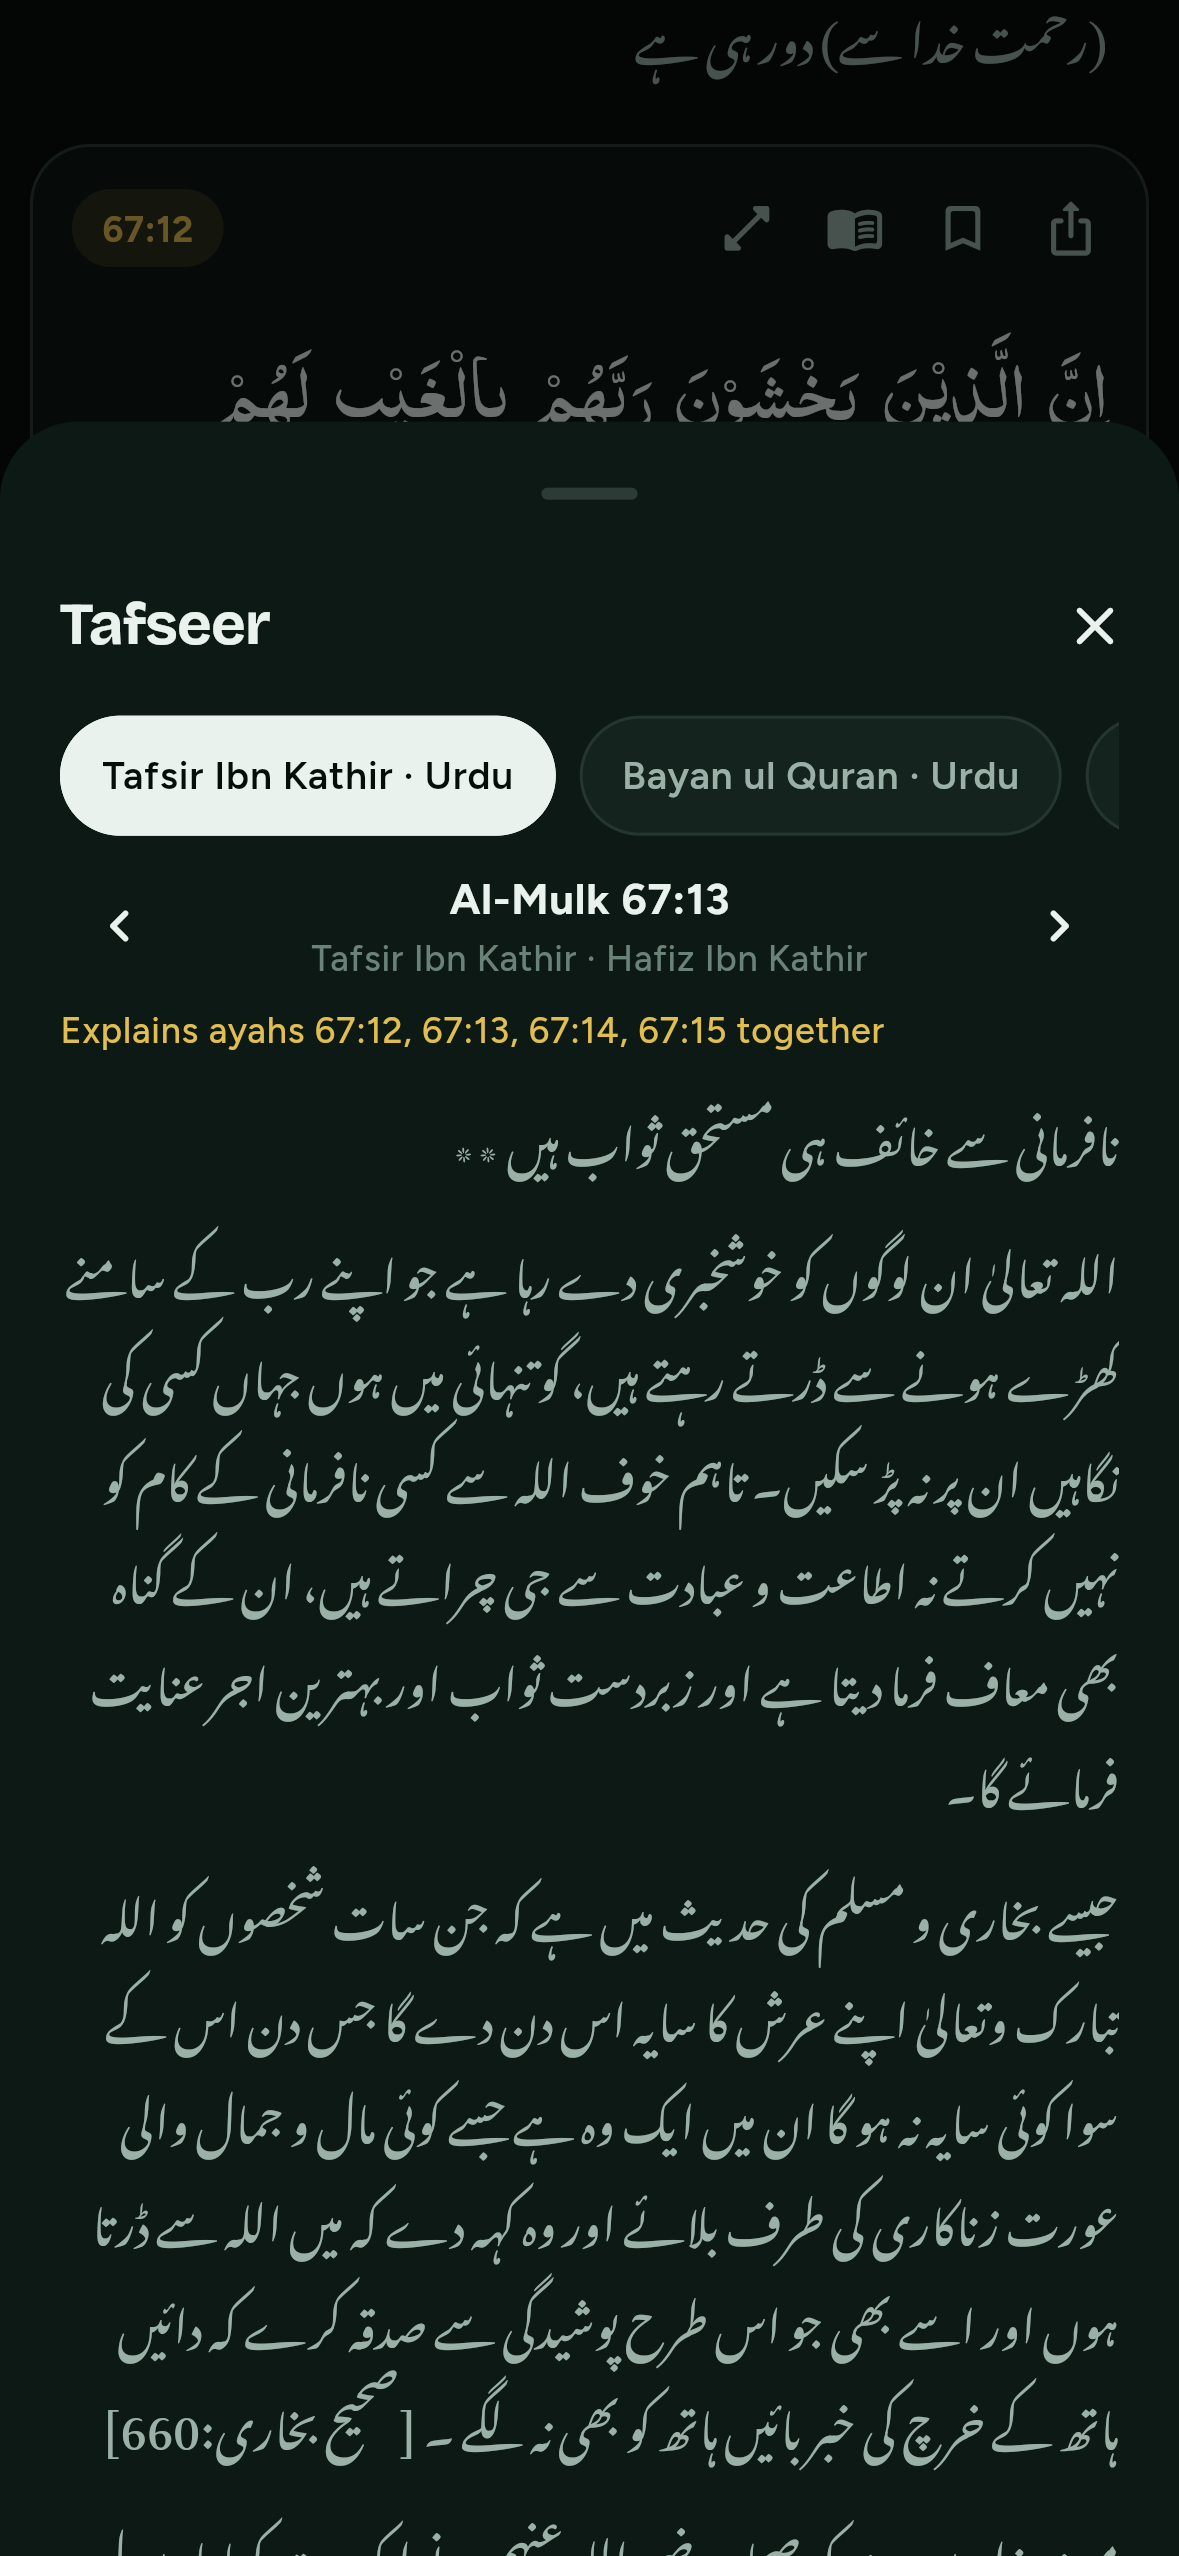 (رحمت خدا سے) دور ہی ہے
67:12
اِنَّ الَّذِيْنَ يَخْشَوْنَ رَبَّهُمْ بِالْغَيْبِ لَهُمْ
Tafseer
Tafsir Ibn Kathir · Urdu
Bayan ul Quran · Urdu
Al-Mulk 67:13
Tafsir Ibn Kathir · Hafiz Ibn Kathir
Explains ayahs 67:12, 67:13, 67:14, 67:15 together
نافرمانی سے خائف ہی مستحق ثواب ہیں **
اللہ تعالیٰ ان لوگوں کو خوشخبری دے رہا ہے جو اپنے رب کے سامنے
کھڑے ہونے سے ڈرتے رہتے ہیں، گو تنہائی میں ہوں جہاں کسی کی
نگاہیں ان پر نہ پڑ سکیں۔ تاہم خوف اللہ سے کسی نافرمانی کے کام کو
نہیں کرتے نہ اطاعت و عبادت سے جی چراتے ہیں، ان کے گناہ
بھی معاف فرما دیتا ہے اور زبردست ثواب اور بہترین اجر عنایت
فرمائے گا۔
جیسے بخاری و مسلم کی حدیث میں ہے کہ جن سات شخصوں کو اللہ
تبارک وتعالیٰ اپنے عرش کا سایہ اس دن دے گا جس دن اس کے
سوا کوئی سایہ نہ ہو گا ان میں ایک وہ ہے جسے کوئی مال و جمال والی
عورت زناکاری کی طرف بلائے اور وہ کہہ دے کہ میں اللہ سے ڈرتا
ہوں اور اسے بھی جو اس طرح پوشیدگی سے صدقہ کرے کہ دائیں
ہاتھ کے خرچ کی خبر بائیں ہاتھ کو بھی نہ لگے ۔ [صحیح بخاری:660]